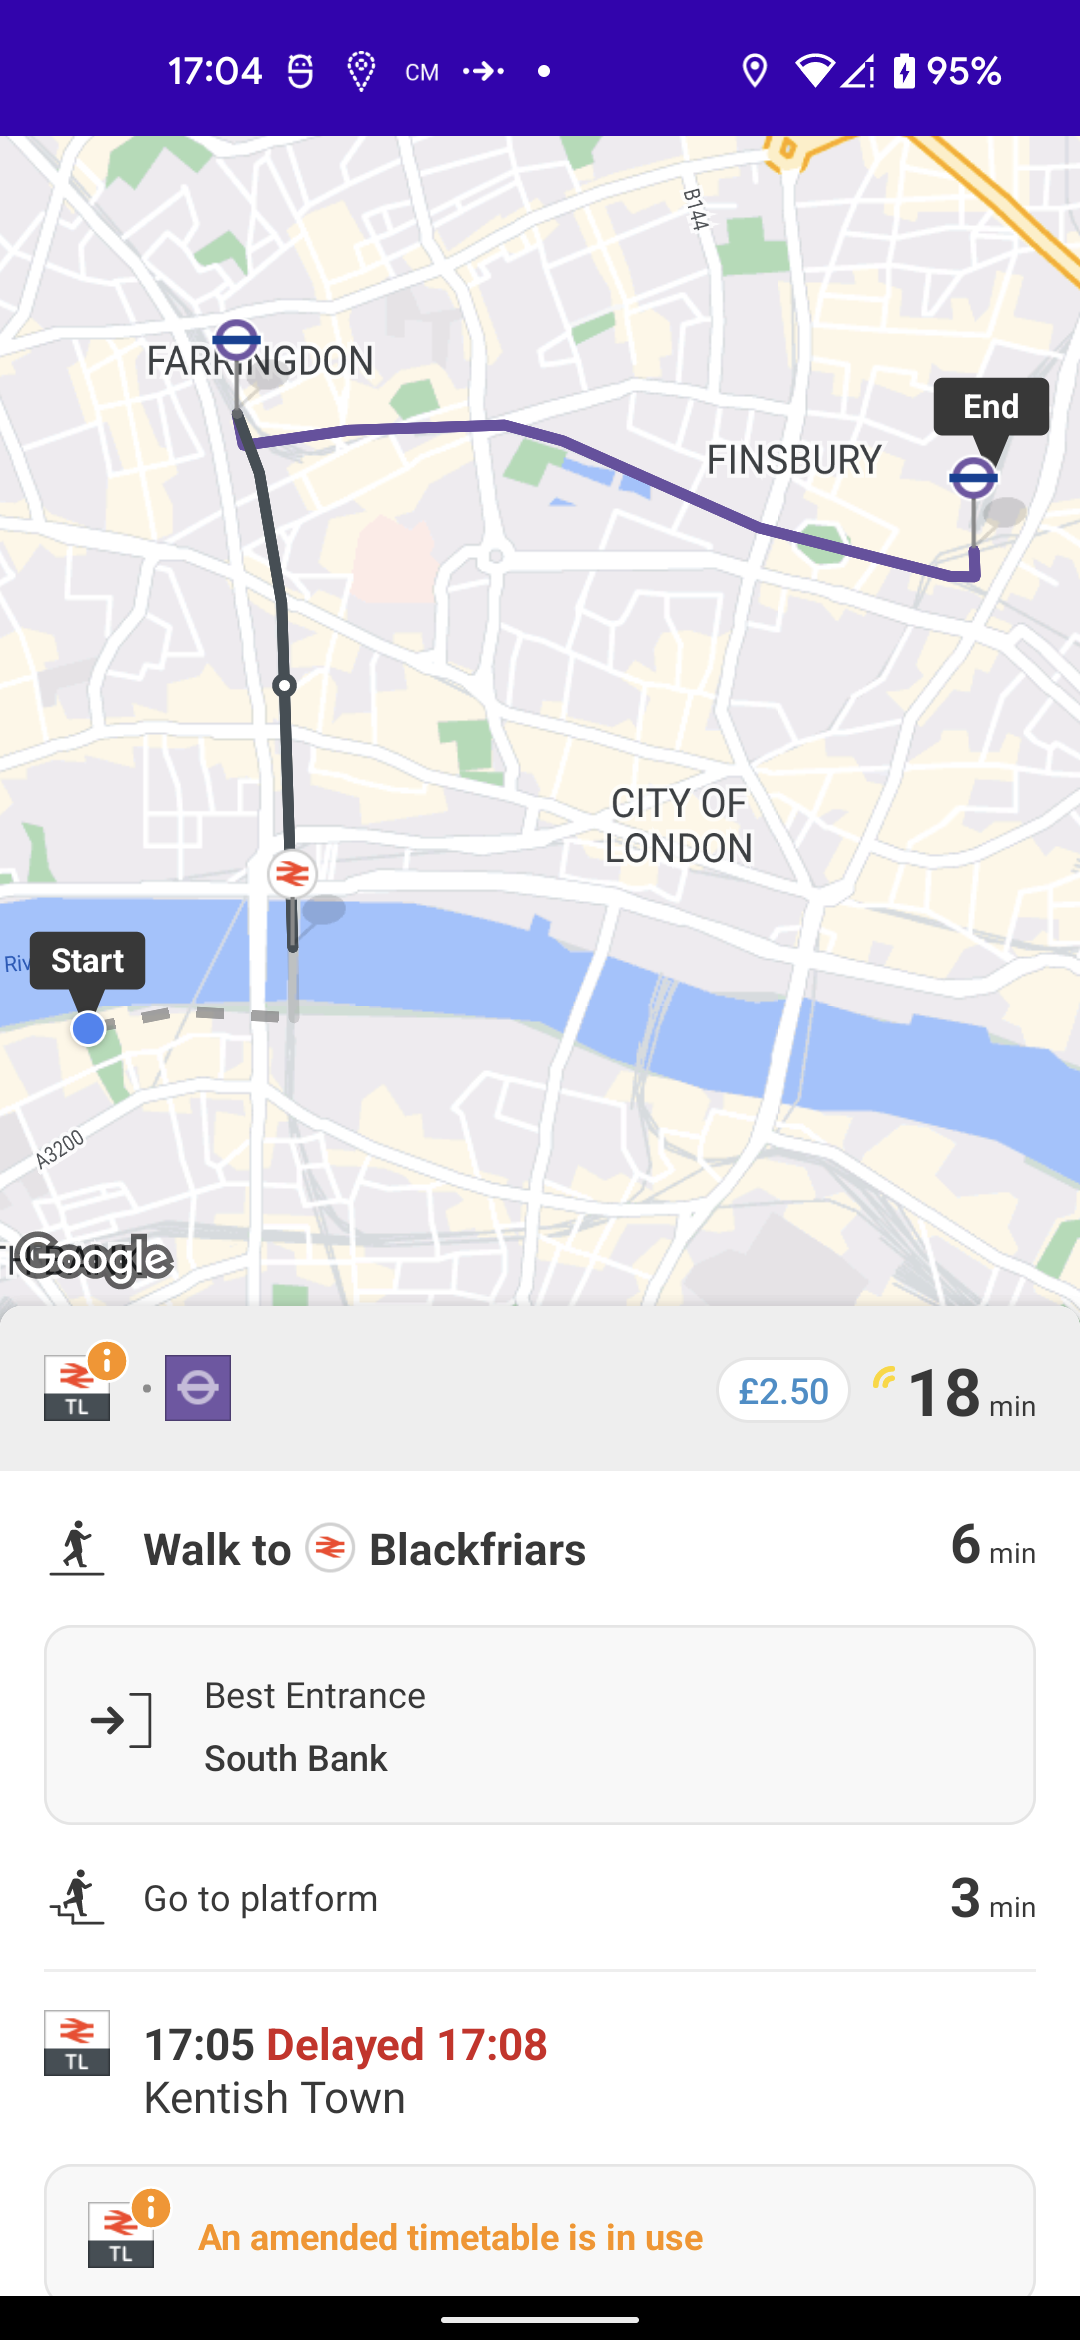 17:04 CM 95%
B144
FARRINGDON
End
FINSBURY
CITY OF
LONDON
Start
Riv
A3200
Google
TL £2.50 18 min
Walk to Blackfriars 6 min
Best Entrance
South Bank
Go to platform 3 min
TL 17:05 Delayed 17:08
Kentish Town
TL An amended timetable is in use